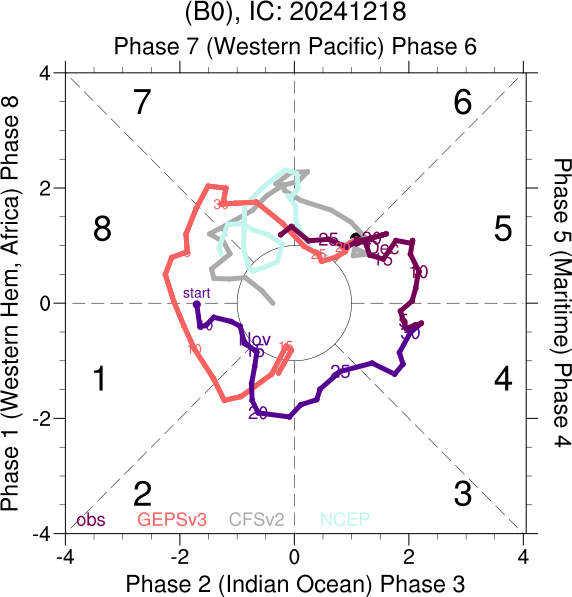 (B0), IC: 20241218
Phase 7 (Western Pacific) Phase 6
4
7
6
Phase 1 (Western Hem, Africa) Phase 8
Phase 5 (Maritime) Phase 4
2
30
8
5
25
25
20
Dec
15
5
10
start
0
Nov
15
15
10
5
30
25
20
1
4
-2
2
3
obs
GEPSv3
CFSv2
NCEP
-4
-4
-2
0
2
4
Phase 2 (Indian Ocean) Phase 3